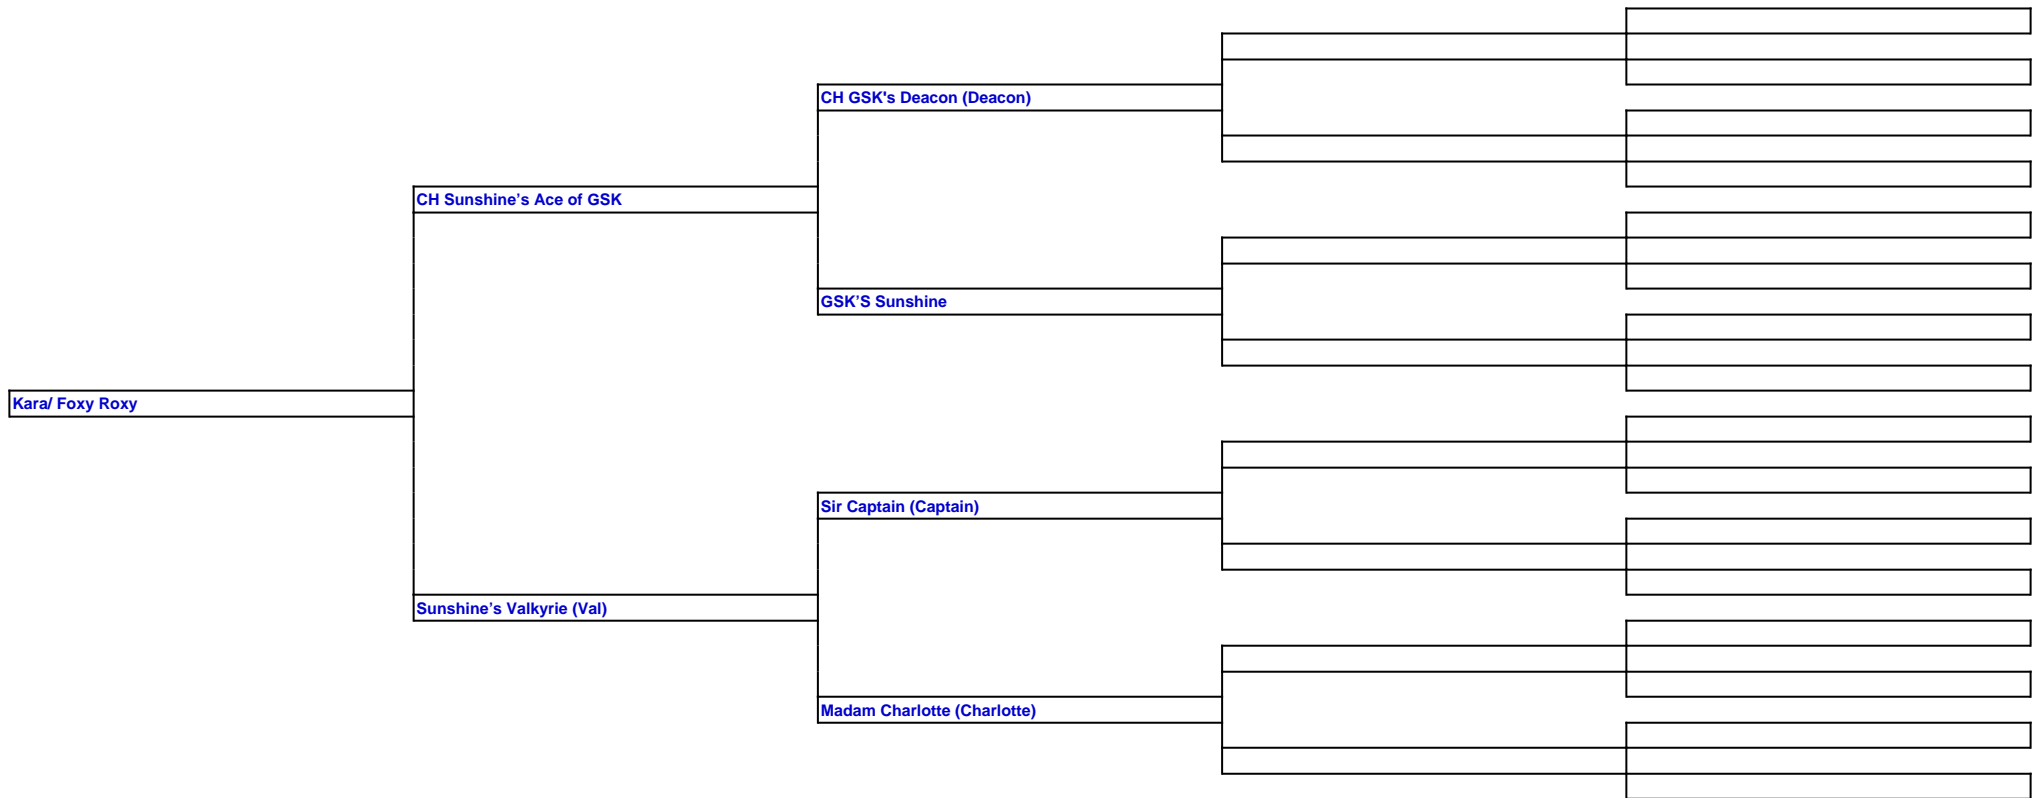 CH GSK's Deacon (Deacon)
CH Sunshine’s Ace of GSK
GSK’S Sunshine
Kara/ Foxy Roxy
Sir Captain (Captain)
Sunshine’s Valkyrie (Val)
Madam Charlotte (Charlotte)